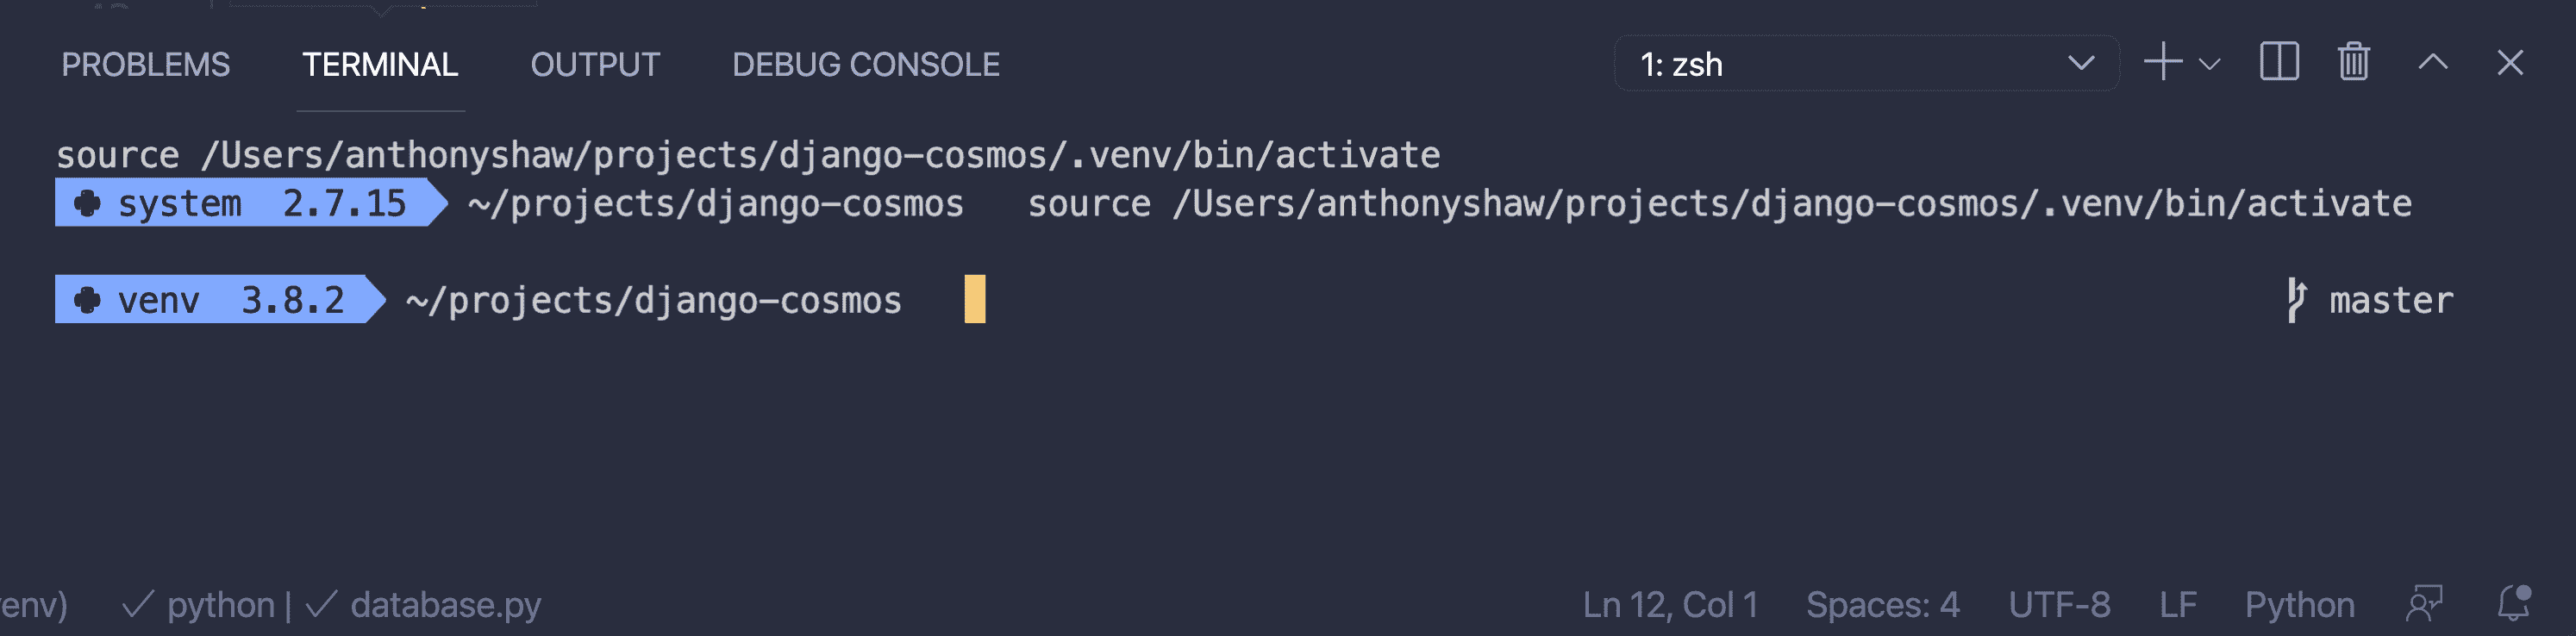 PROBLEMS TERMINAL OUTPUT DEBUG CONSOLE 1: zsh
source /Users/anthonyshaw/projects/django-cosmos/.venv/bin/activate
system 2.7.15 ~/projects/django-cosmos source /Users/anthonyshaw/projects/django-cosmos/.venv/bin/activate
venv 3.8.2 ~/projects/django-cosmos master
env) python | database.py Ln 12, Col 1 Spaces: 4 UTF-8 LF Python